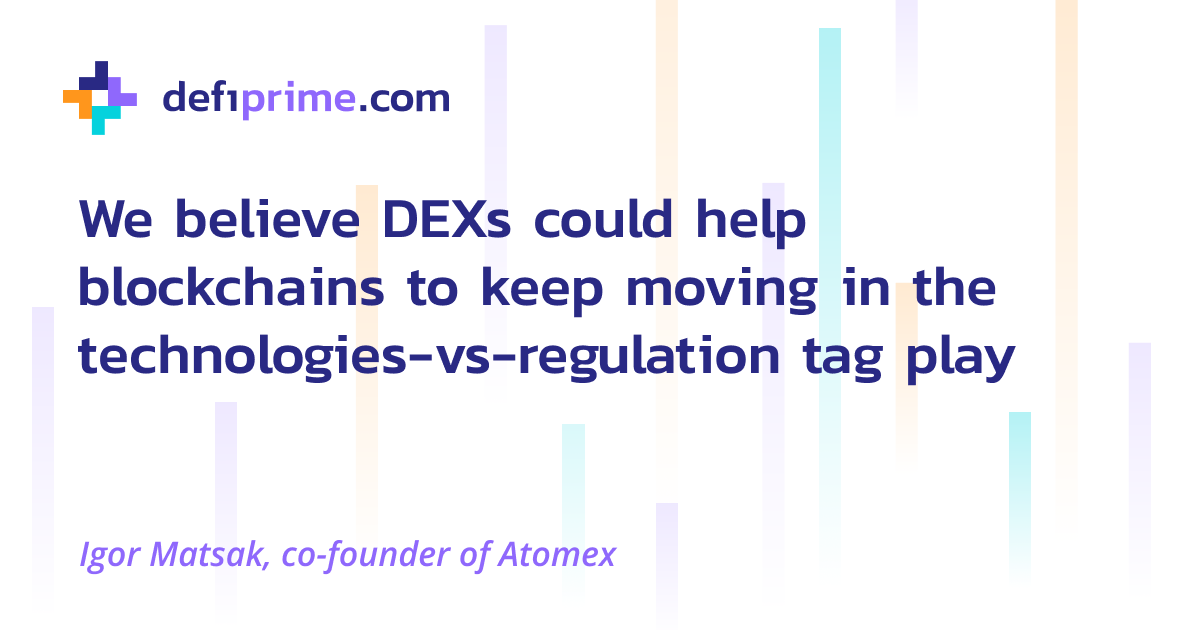 defiprime.com
We believe DEXs could help
blockchains to keep moving in the
technologies-vs-regulation tag play
Igor Matsak, co-founder of Atomex